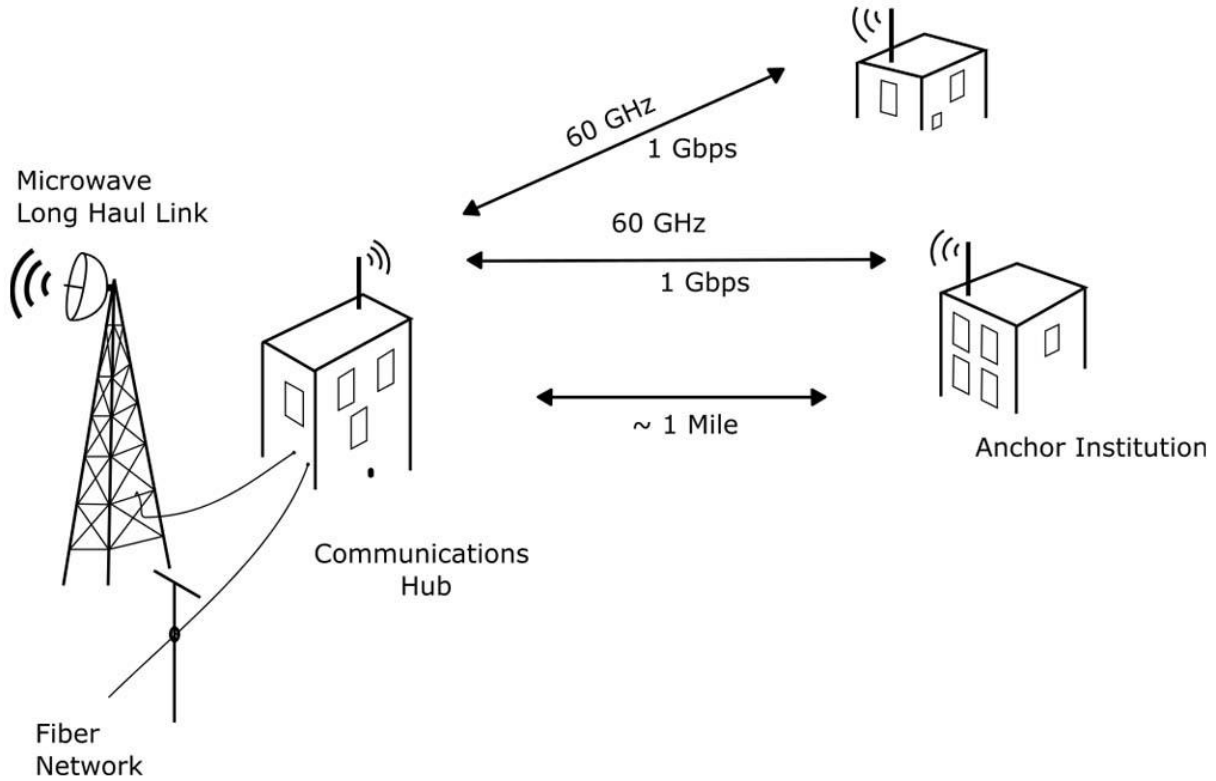 60 GHz
1 Gbps
Microwave
Long Haul Link
60 GHz
1 Gbps
~ 1 Mile
Anchor Institution
Communications
Hub
Fiber
Network